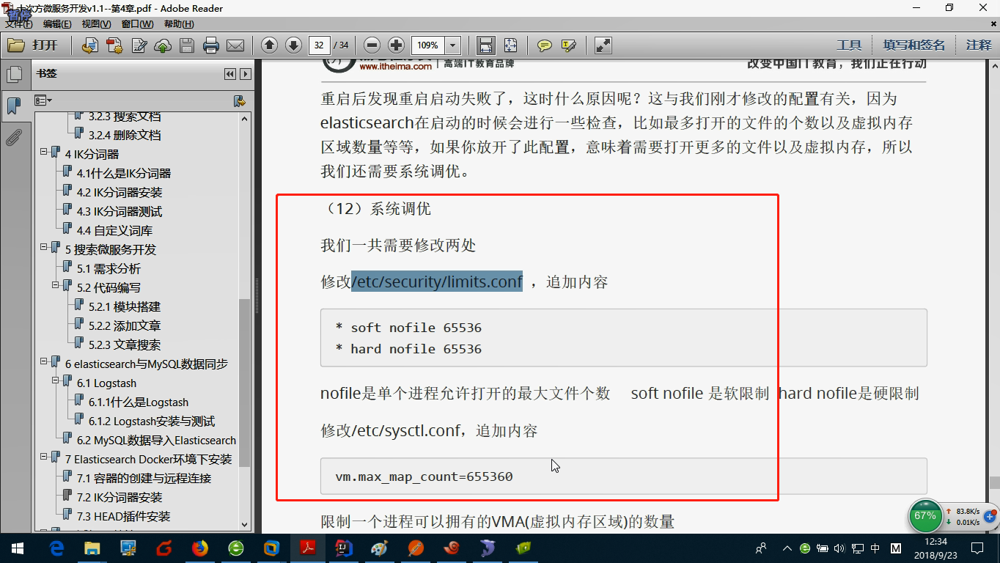 十次方微服务开发v1.1--第4章.pdf - Adobe Reader
暂停
文件(F) 编辑(E) 视图(V) 窗口(W) 帮助(H)
打开 32 / 34 109% 工具 填写和签名 注释
书签
3.2.3 搜索文档
3.2.4 删除文档
4 IK分词器
4.1什么是IK分词器
4.2 IK分词器安装
4.3 IK分词器测试
4.4 自定义词库
5 搜索微服务开发
5.1 需求分析
5.2 代码编写
5.2.1 模块搭建
5.2.2 添加文章
5.2.3 文章搜索
6 elasticsearch与MySQL数据同步
6.1 Logstash
6.1.1什么是Logstash
6.1.2 Logstash安装与测试
6.2 MySQL数据导入Elasticsearch
7 Elasticsearch Docker环境下安装
7.1 容器的创建与远程连接
7.2 IK分词器安装
7.3 HEAD插件安装
www.itheima.com | 高端IT教育品牌
改变中国IT教育，我们正在行动
重启后发现重启启动失败了，这时什么原因呢？这与我们刚才修改的配置有关，因为
elasticsearch在启动的时候会进行一些检查，比如最多打开的文件的个数以及虚拟内存
区域数量等等，如果你放开了此配置，意味着需要打开更多的文件以及虚拟内存，所以
我们还需要系统调优。
（12）系统调优
我们一共需要修改两处
修改/etc/security/limits.conf ，追加内容
* soft nofile 65536
* hard nofile 65536
nofile是单个进程允许打开的最大文件个数 soft nofile 是软限制 hard nofile是硬限制
修改/etc/sysctl.conf，追加内容
vm.max_map_count=655360
限制一个进程可以拥有的VMA(虚拟内存区域)的数量
67%
83.8K/s
0.01K/s
中 M
12:34
2018/9/23